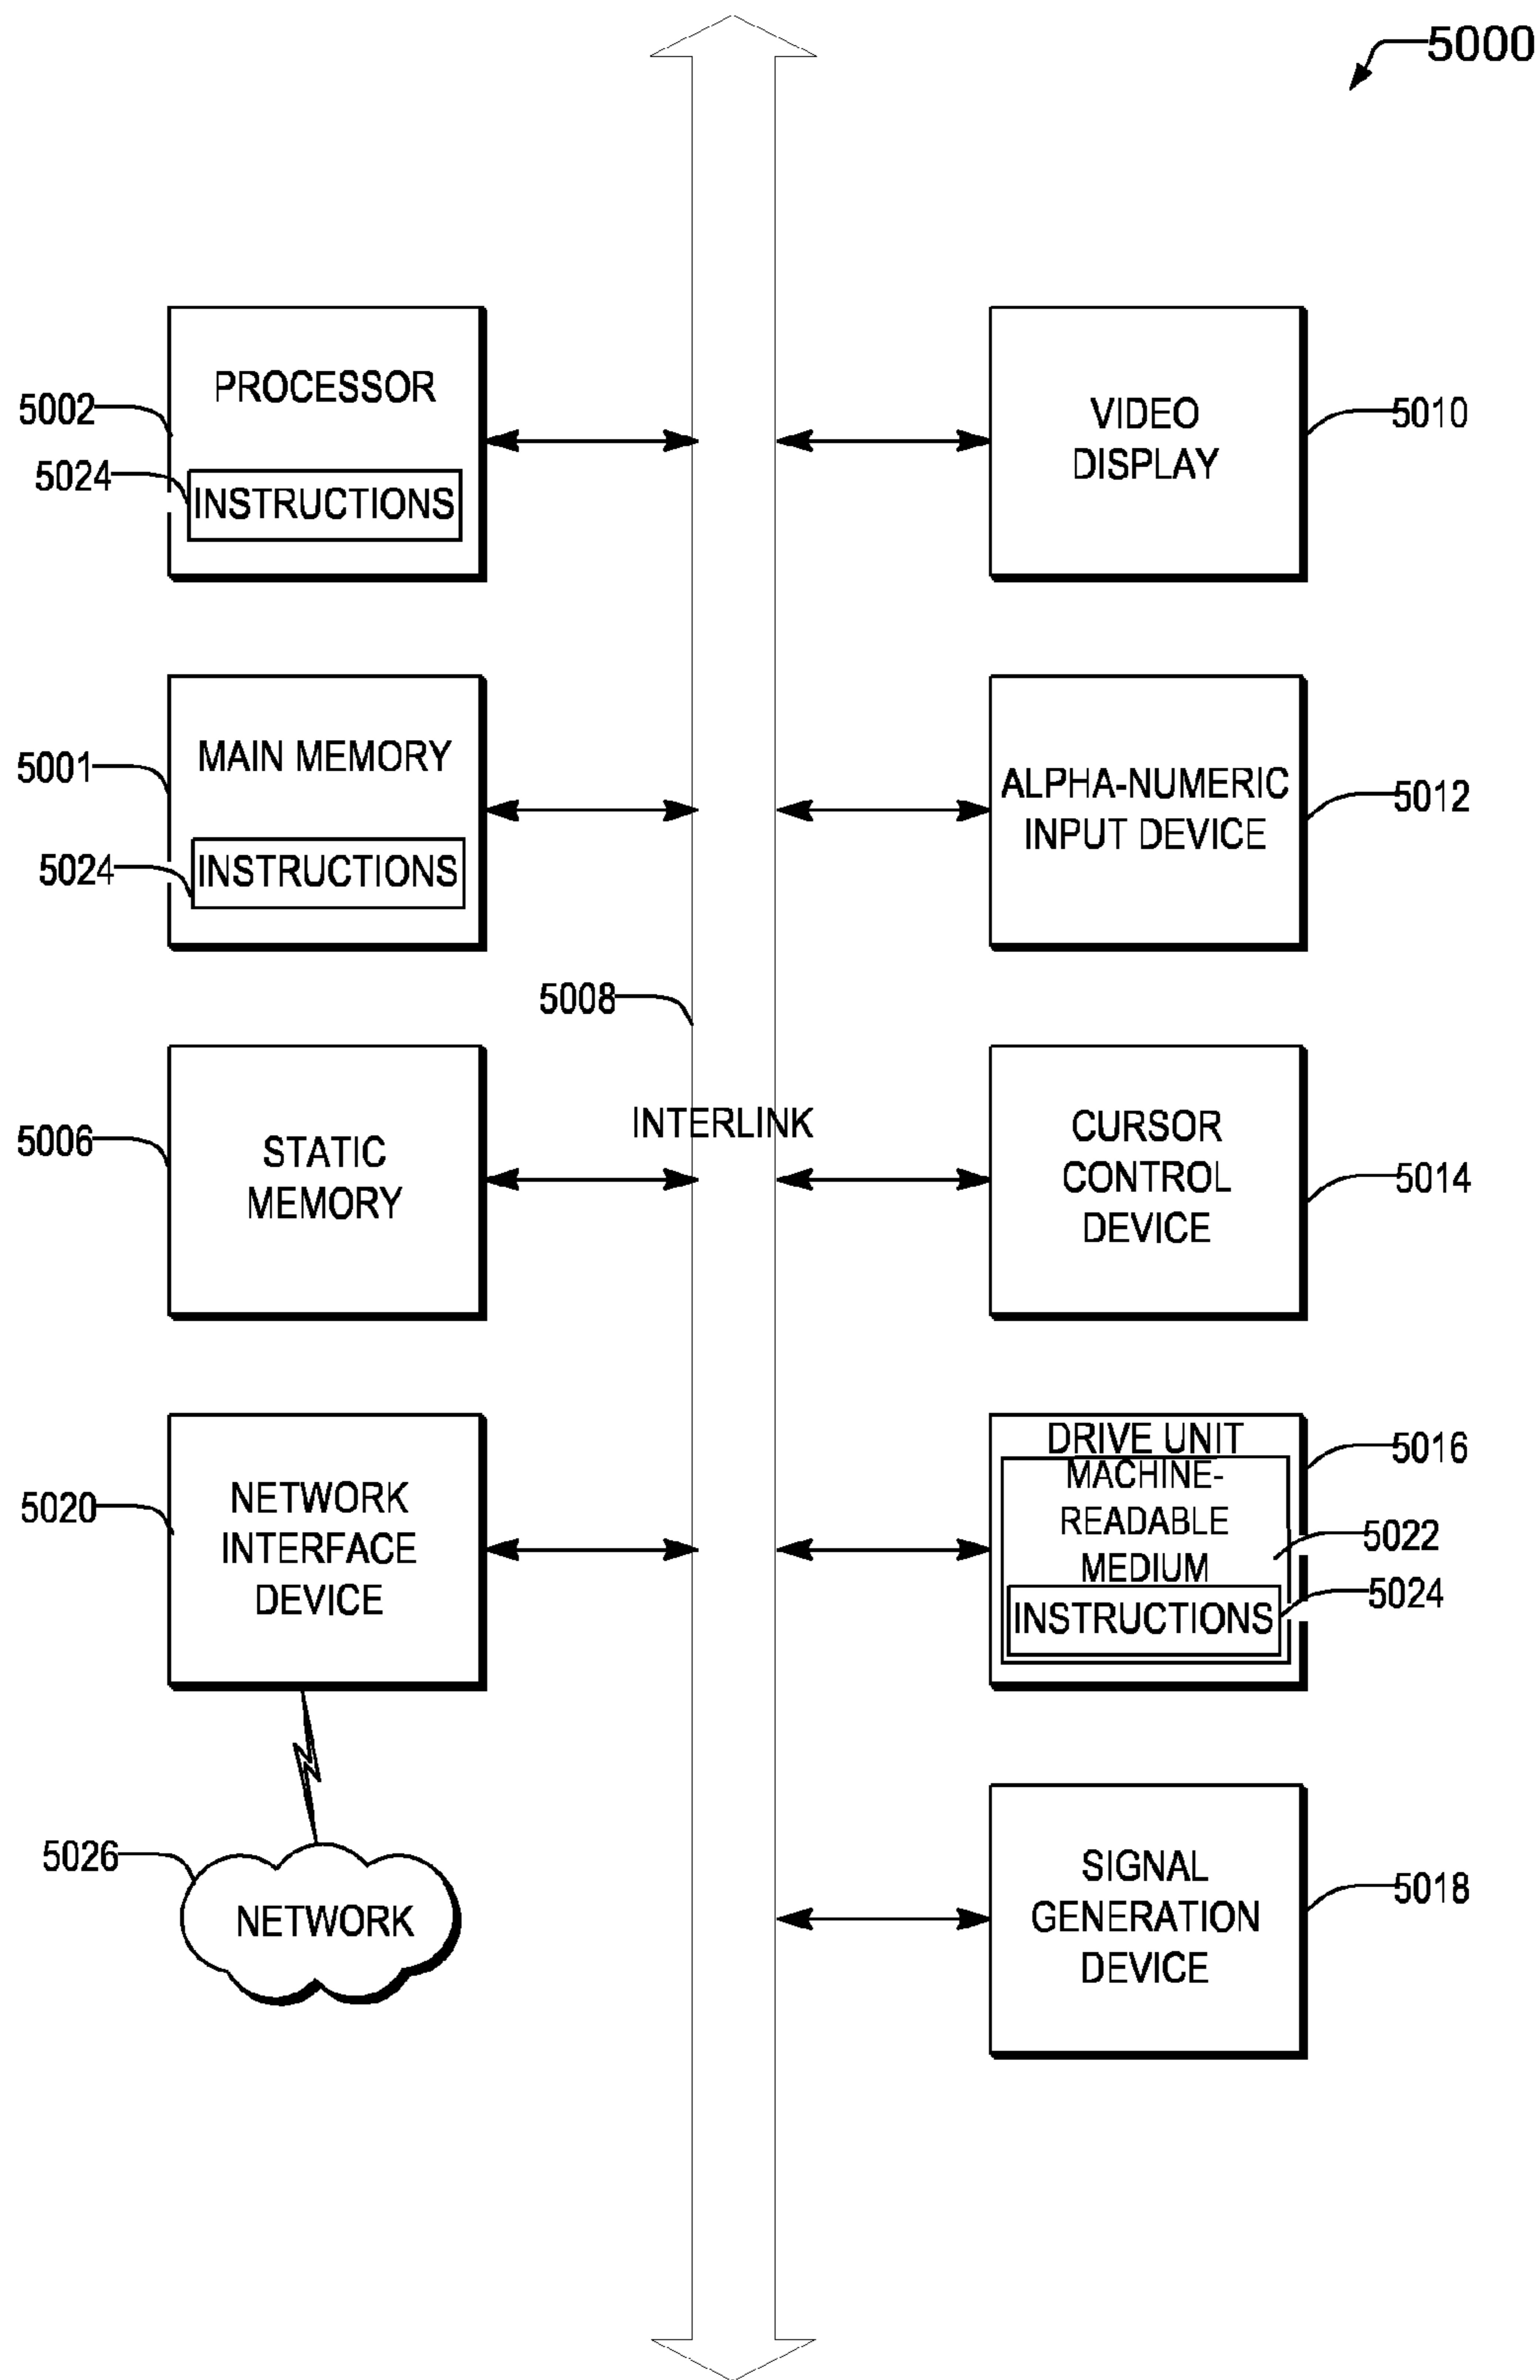 5000
PROCESSOR
5002
5024
INSTRUCTIONS
VIDEO
DISPLAY
5010
MAIN MEMORY
5001
5024
INSTRUCTIONS
ALPHA-NUMERIC
INPUT DEVICE
5012
5008
INTERLINK
5006
STATIC
MEMORY
CURSOR
CONTROL
DEVICE
5014
5020
NETWORK
INTERFACE
DEVICE
DRIVE UNIT
5016
MACHINE-
READABLE
MEDIUM
5022
INSTRUCTIONS
5024
5026
NETWORK
SIGNAL
GENERATION
DEVICE
5018